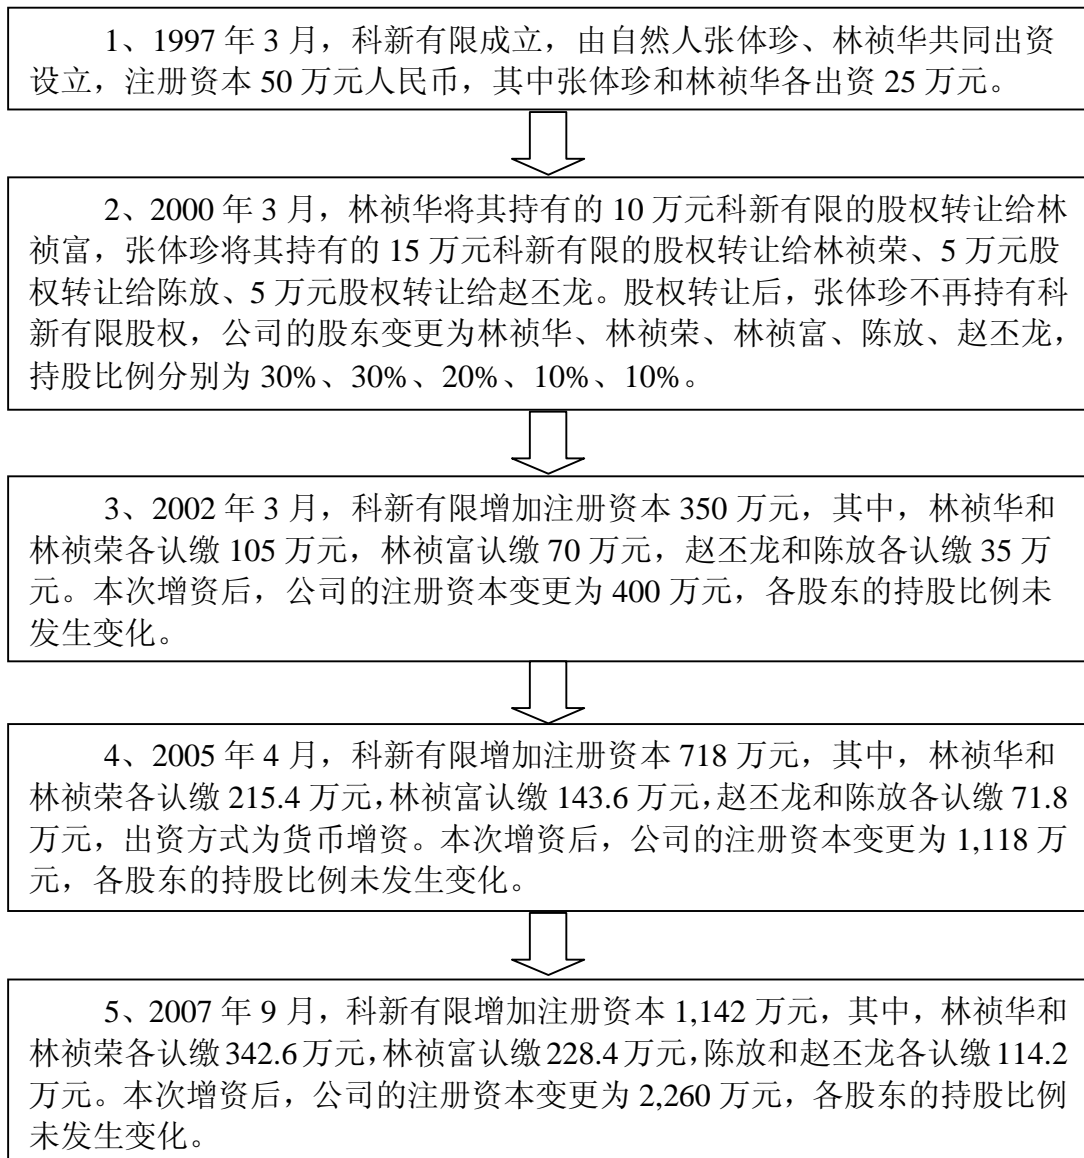 1、1997 年 3 月，科新有限成立，由自然人张体珍、林祯华共同出资
设立，注册资本 50 万元人民币，其中张体珍和林祯华各出资 25 万元。
2、2000 年 3 月，林祯华将其持有的 10 万元科新有限的股权转让给林
祯富，张体珍将其持有的 15 万元科新有限的股权转让给林祯荣、5 万元股
权转让给陈放、5 万元股权转让给赵丕龙。股权转让后，张体珍不再持有科
新有限股权，公司的股东变更为林祯华、林祯荣、林祯富、陈放、赵丕龙，
持股比例分别为 30%、30%、20%、10%、10%。
3、2002 年 3 月，科新有限增加注册资本 350 万元，其中，林祯华和
林祯荣各认缴 105 万元，林祯富认缴 70 万元，赵丕龙和陈放各认缴 35 万
元。本次增资后，公司的注册资本变更为 400 万元，各股东的持股比例未
发生变化。
4、2005 年 4 月，科新有限增加注册资本 718 万元，其中，林祯华和
林祯荣各认缴 215.4 万元，林祯富认缴 143.6 万元，赵丕龙和陈放各认缴 71.8
万元，出资方式为货币增资。本次增资后，公司的注册资本变更为 1,118 万
元，各股东的持股比例未发生变化。
5、2007 年 9 月，科新有限增加注册资本 1,142 万元，其中，林祯华和
林祯荣各认缴 342.6 万元，林祯富认缴 228.4 万元，陈放和赵丕龙各认缴 114.2
万元。本次增资后，公司的注册资本变更为 2,260 万元，各股东的持股比例
未发生变化。